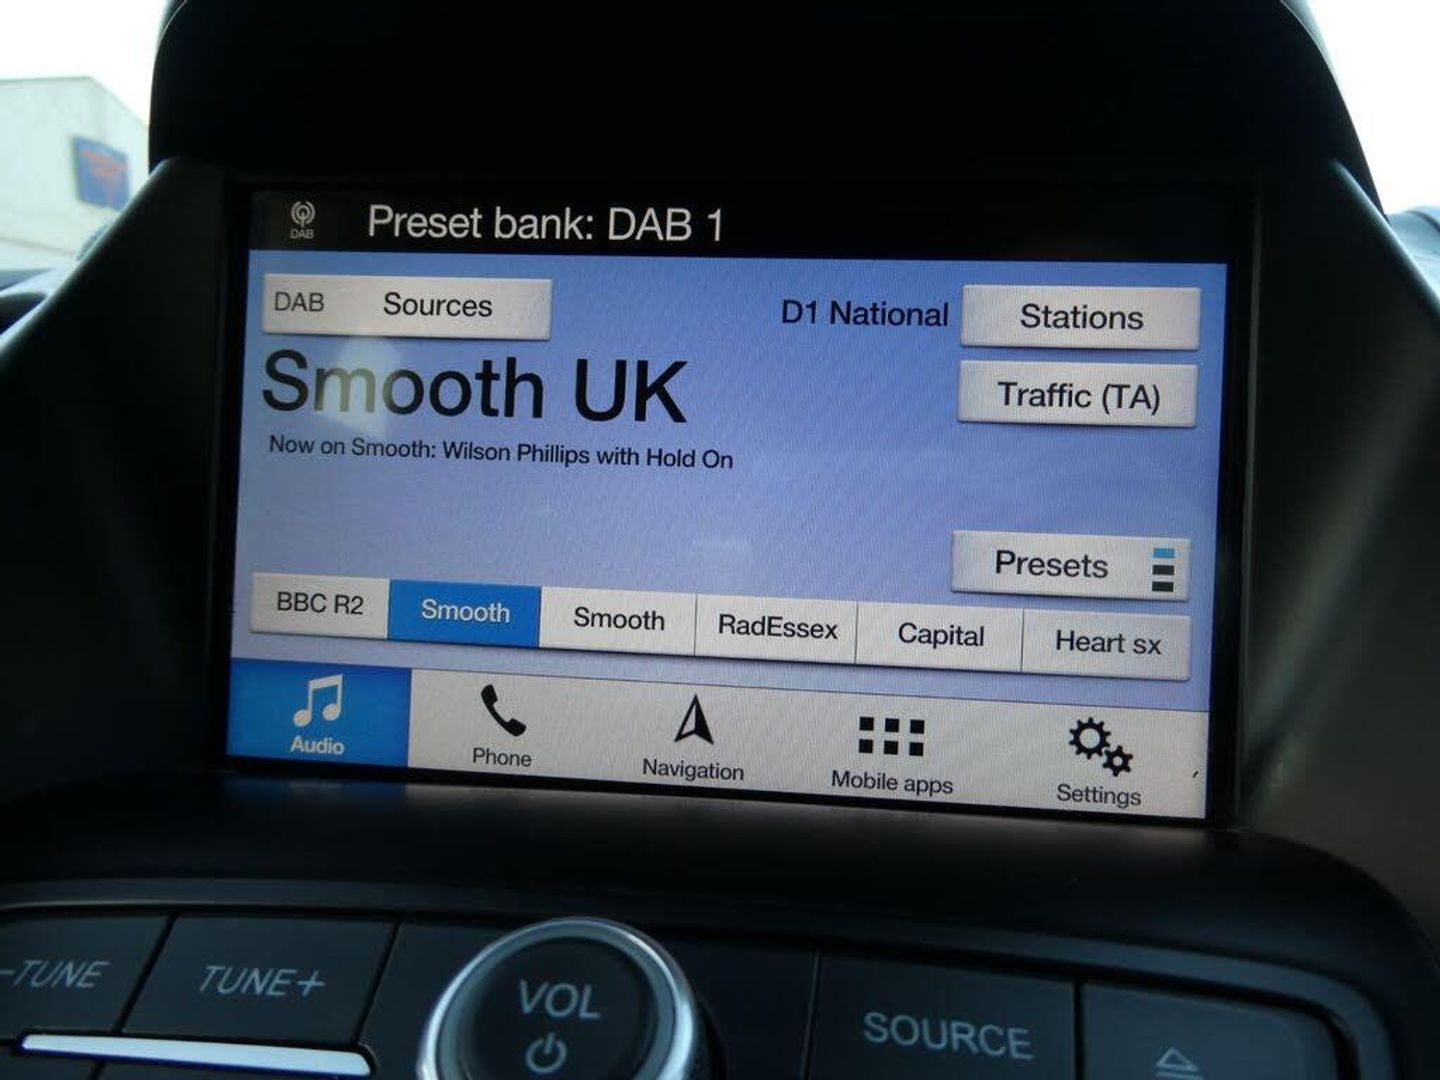 DAB
Preset bank: DAB 1
DAB Sources
D1 National
Stations
Smooth UK
Traffic (TA)
Now on Smooth: Wilson Phillips with Hold On
Presets
BBC R2
Smooth
Smooth
RadEssex
Capital
Heart sx
Audio
Phone
Navigation
Mobile apps
Settings
-TUNE
TUNE+
VOL
SOURCE